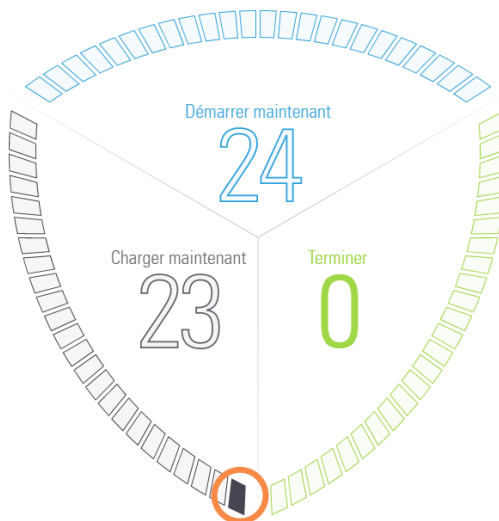 Démarrer maintenant
24
Charger maintenant
23
Terminer
0